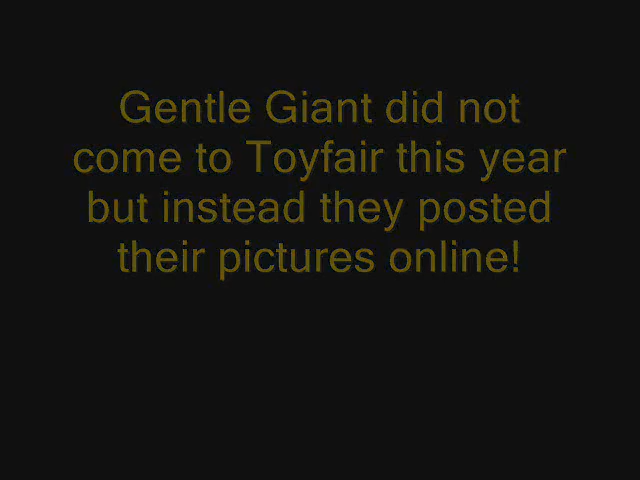 Gentle Giant did not
come to Toyfair this year
but instead they posted
their pictures online!